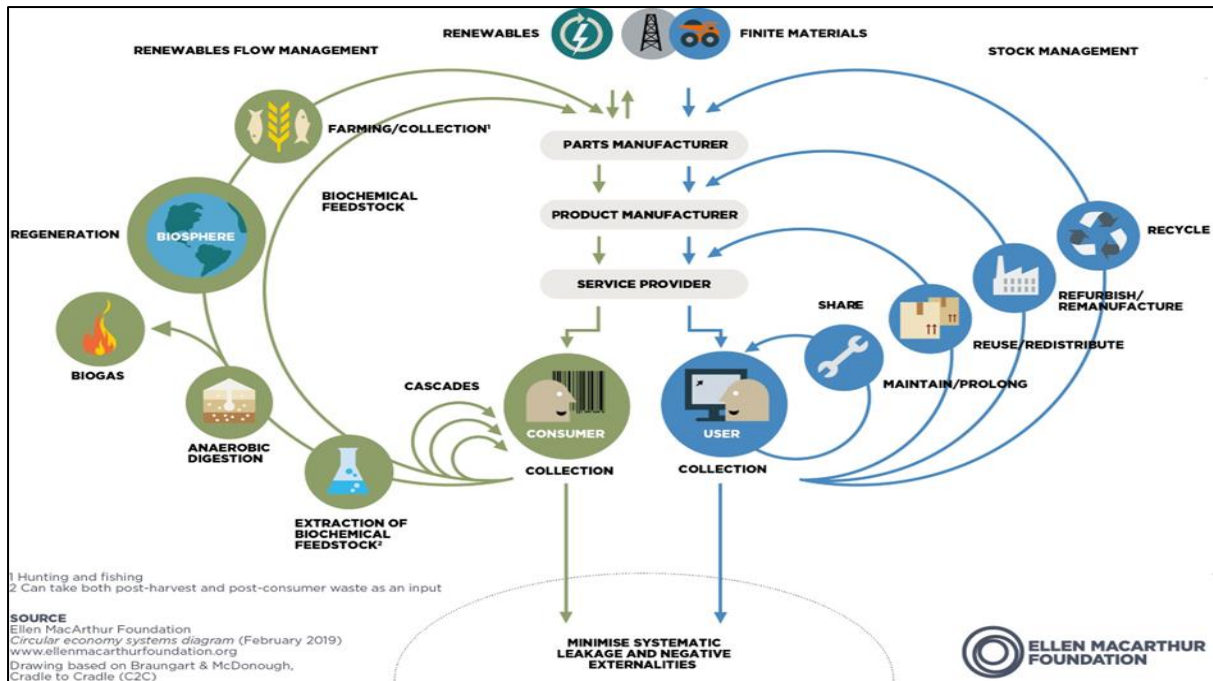 RENEWABLES
FINITE MATERIALS
RENEWABLES FLOW MANAGEMENT
STOCK MANAGEMENT
FARMING/COLLECTION¹
PARTS MANUFACTURER
BIOCHEMICAL
FEEDSTOCK
PRODUCT MANUFACTURER
REGENERATION
BIOSPHERE
RECYCLE
SERVICE PROVIDER
SHARE
REFURBISH/
REMANUFACTURE
REUSE/REDISTRIBUTE
BIOGAS
CASCADES
MAINTAIN/PROLONG
CONSUMER
USER
ANAEROBIC
DIGESTION
COLLECTION
COLLECTION
EXTRACTION OF
BIOCHEMICAL
FEEDSTOCK²
1 Hunting and fishing
2 Can take both post-harvest and post-consumer waste as an input
SOURCE
Ellen MacArthur Foundation
Circular economy systems diagram (February 2019)
www.ellenmacarthurfoundation.org
Drawing based on Braungart & McDonough,
Cradle to Cradle (C2C)
MINIMISE SYSTEMATIC
LEAKAGE AND NEGATIVE
EXTERNALITIES
ELLEN MACARTHUR
FOUNDATION